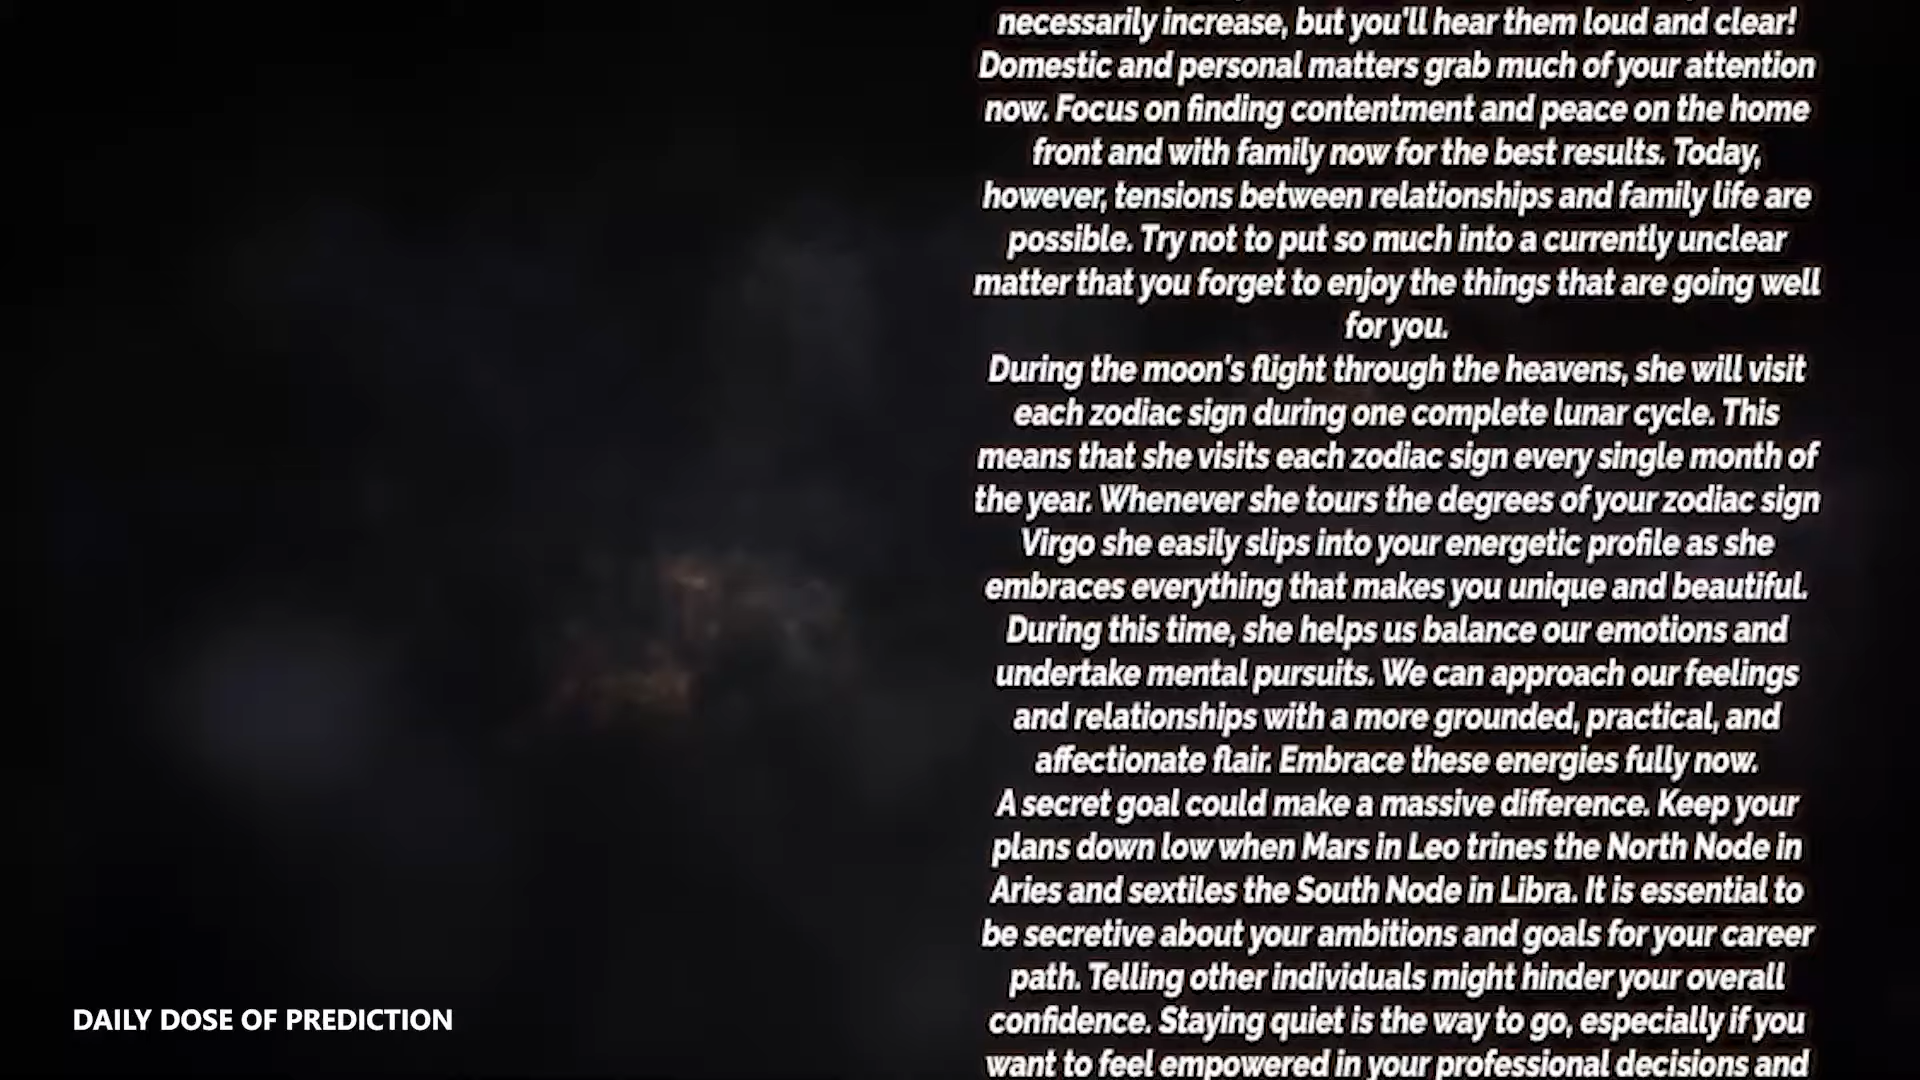 necessarily increase, but you'll hear them loud and clear!
Domestic and personal matters grab much of your attention
now. Focus on finding contentment and peace on the home
front and with family now for the best results. Today,
however, tensions between relationships and family life are
possible. Try not to put so much into a currently unclear
matter that you forget to enjoy the things that are going well
for you.
During the moon's flight through the heavens, she will visit
each zodiac sign during one complete lunar cycle. This
means that she visits each zodiac sign every single month of
the year. Whenever she tours the degrees of your zodiac sign
Virgo she easily slips into your energetic profile as she
embraces everything that makes you unique and beautiful.
During this time, she helps us balance our emotions and
undertake mental pursuits. We can approach our feelings
and relationships with a more grounded, practical, and
affectionate flair. Embrace these energies fully now.
A secret goal could make a massive difference. Keep your
plans down low when Mars in Leo trines the North Node in
Aries and sextiles the South Node in Libra. It is essential to
be secretive about your ambitions and goals for your career
path. Telling other individuals might hinder your overall
confidence. Staying quiet is the way to go, especially if you
want to feel empowered in your professional decisions and
DAILY DOSE OF PREDICTION